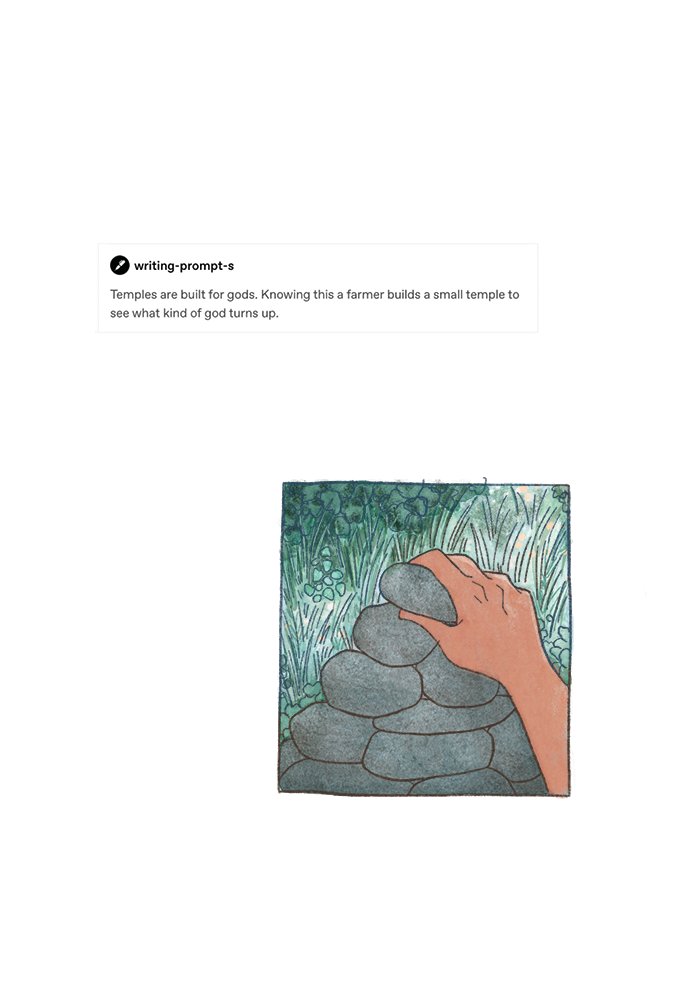 writing-prompt-s
Temples are built for gods. Knowing this a farmer builds a small temple to
see what kind of god turns up.